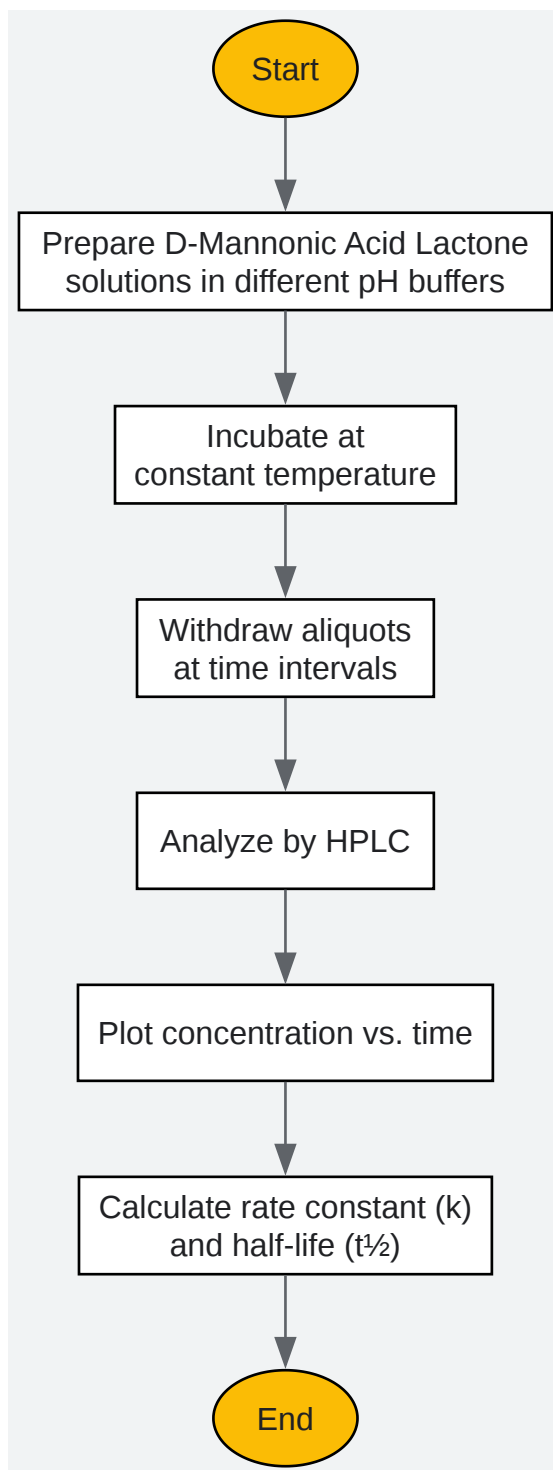 Start
Prepare D-Mannonic Acid Lactone
solutions in different pH buffers
Incubate at
constant temperature
Withdraw aliquots
at time intervals
Analyze by HPLC
Plot concentration vs. time
Calculate rate constant (k)
and half-life (t½)
End